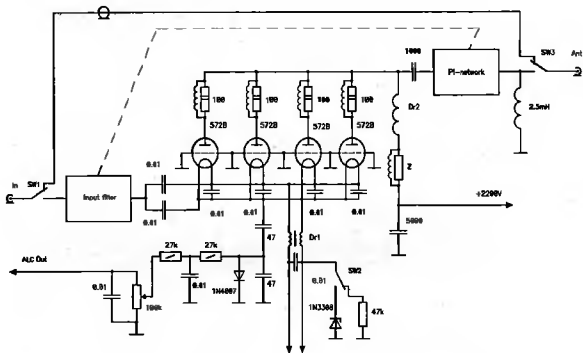 1000
SW3
Ant
PI-network
100
100
100
100
Dr2
2.5mH
572B
572B
572B
572B
In
SW1
Input filter
0.01
0.01
0.01
0.01
0.01
0.01
Z
+2200V
5000
47
27k
27k
Dr1
ALC Out
0.01
100k
0.01
1N4007
47
0.01
SW2
1N3300
47k